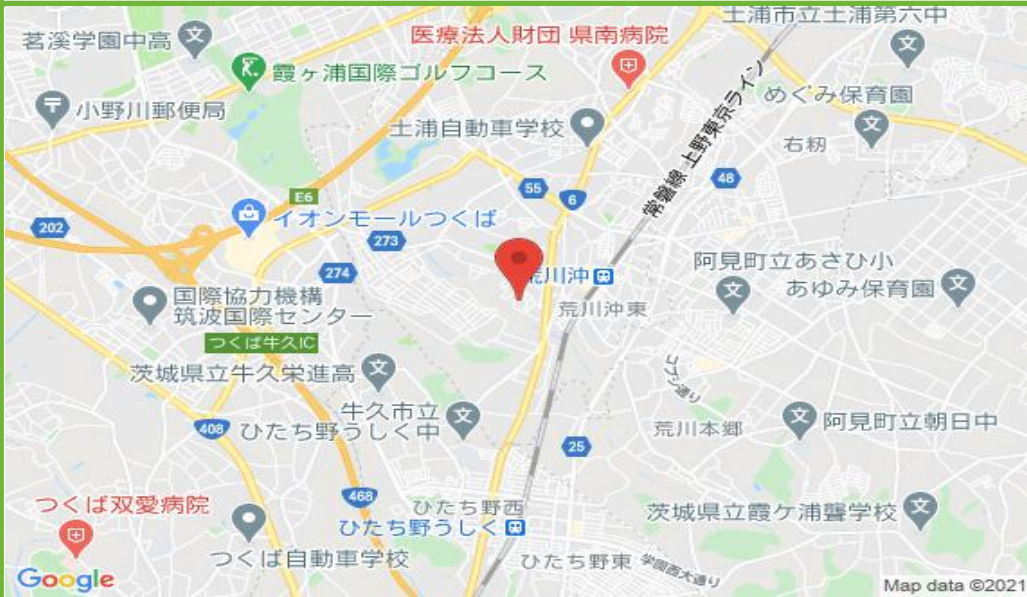 土浦市立土浦第六中
茗溪学園中高
医療法人財団 県南病院
霞ヶ浦国際ゴルフコース
めぐみ保育園
小野川郵便局
土浦自動車学校
右籾
常磐線 上野東京ライン
55
6
48
E6
202
イオンモールつくば
273
274
荒川沖
阿見町立あさひ小
あゆみ保育園
国際協力機構
筑波国際センター
荒川沖東
つくば牛久IC
茨城県立牛久栄進高
牛久市立
ひたち野うしく中
408
25
荒川本郷
阿見町立朝日中
468
つくば双愛病院
ひたち野西
ひたち野うしく
茨城県立霞ケ浦聾学校
つくば自動車学校
ひたち野東
学園西大通り
Google
Map data ©2021